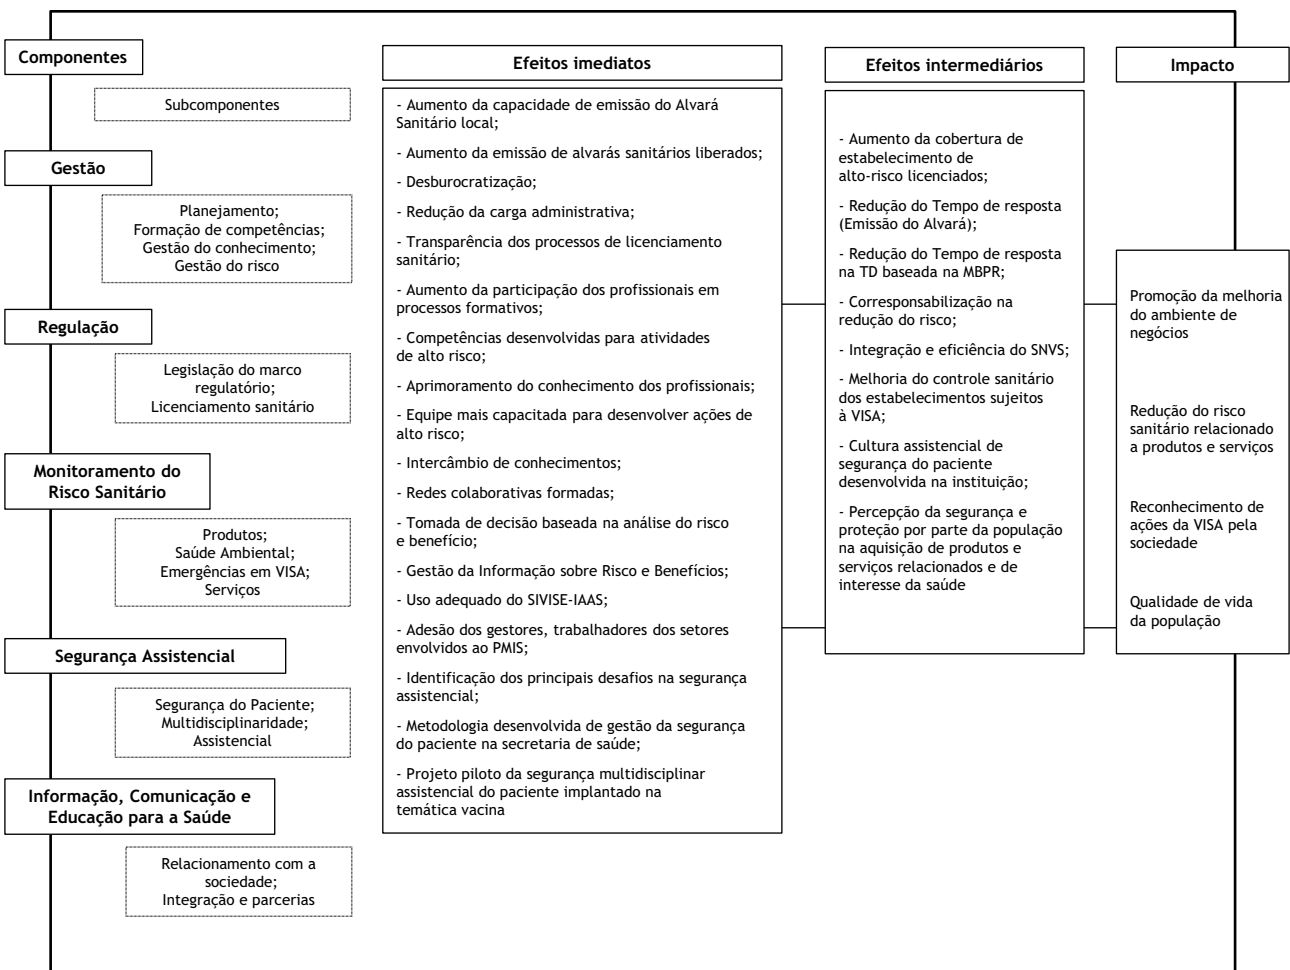 Componentes
Subcomponentes
Gestão
Planejamento;
Formação de competências;
Gestão do conhecimento;
Gestão do risco
Regulação
Legislação do marco
regulatório;
Licenciamento sanitário
Monitoramento do
Risco Sanitário
Produtos;
Saúde Ambiental;
Emergências em VISA;
Serviços
Segurança Assistencial
Segurança do Paciente;
Multidisciplinaridade;
Assistencial
Informação, Comunicação e
Educação para a Saúde
Relacionamento com a
sociedade;
Integração e parcerias
Efeitos imediatos
- Aumento da capacidade de emissão do Alvará
Sanitário local;
- Aumento da emissão de alvarás sanitários liberados;
- Desburocratização;
- Redução da carga administrativa;
- Transparência dos processos de licenciamento
sanitário;
- Aumento da participação dos profissionais em
processos formativos;
- Competências desenvolvidas para atividades
de alto risco;
- Aprimoramento do conhecimento dos profissionais;
- Equipe mais capacitada para desenvolver ações de
alto risco;
- Intercâmbio de conhecimentos;
- Redes colaborativas formadas;
- Tomada de decisão baseada na análise do risco
e benefício;
- Gestão da Informação sobre Risco e Benefícios;
- Uso adequado do SIVISE-IAAS;
- Adesão dos gestores, trabalhadores dos setores
envolvidos ao PMIS;
- Identificação dos principais desafios na segurança
assistencial;
- Metodologia desenvolvida de gestão da segurança
do paciente na secretaria de saúde;
- Projeto piloto da segurança multidisciplinar
assistencial do paciente implantado na
temática vacina
Efeitos intermediários
- Aumento da cobertura de
estabelecimento de
alto-risco licenciados;
- Redução do Tempo de resposta
(Emissão do Alvará);
- Redução do Tempo de resposta
na TD baseada na MBPR;
- Corresponsabilização na
redução do risco;
- Integração e eficiência do SNVS;
- Melhoria do controle sanitário
dos estabelecimentos sujeitos
à VISA;
- Cultura assistencial de
segurança do paciente
desenvolvida na instituição;
- Percepção da segurança e
proteção por parte da população
na aquisição de produtos e
serviços relacionados e de
interesse da saúde
Impacto
Promoção da melhoria
do ambiente de
negócios
Redução do risco
sanitário relacionado
a produtos e serviços
Reconhecimento de
ações da VISA pela
sociedade
Qualidade de vida
da população